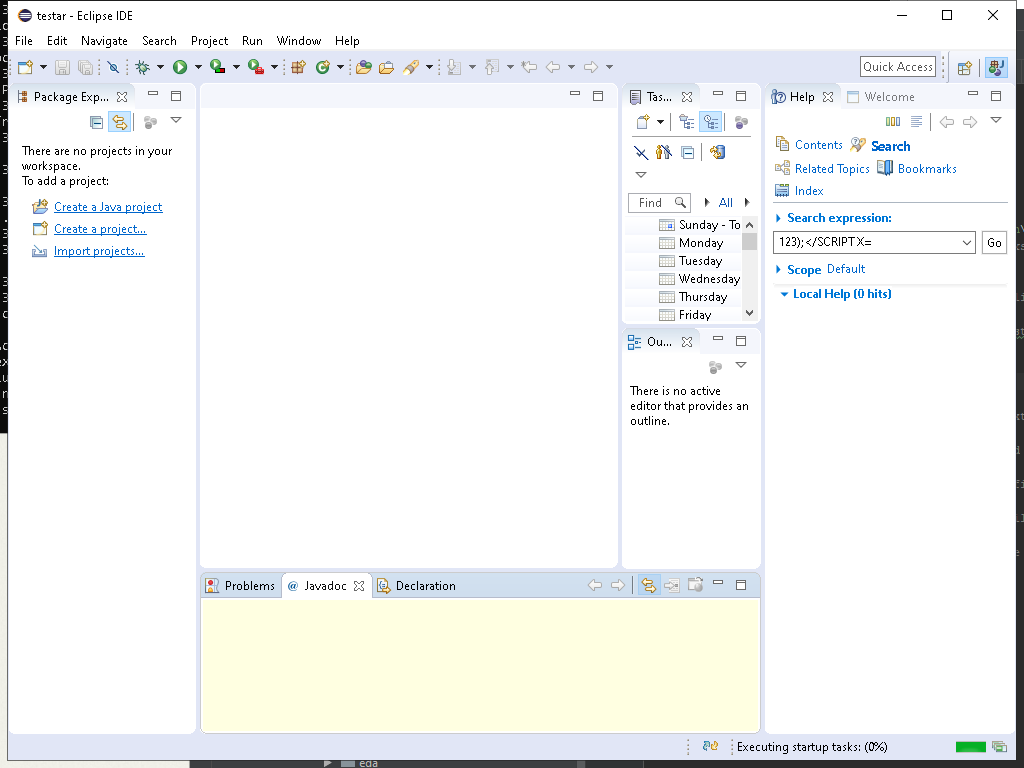 testar - Eclipse IDE
File Edit Navigate Search Project Run Window Help
Quick Access
Package Exp...
There are no projects in your
workspace.
To add a project:
Create a Java project
Create a project...
Import projects...
Tas...
Find
All
Sunday - To
Monday
Tuesday
Wednesday
Thursday
Friday
Ou...
There is no active
editor that provides an
outline.
Help Welcome
Contents Search
Related Topics Bookmarks
Index
Search expression:
123);</SCRIPT X=
Go
Scope Default
Local Help (0 hits)
Problems @ Javadoc Declaration
Executing startup tasks: (0%)
eda